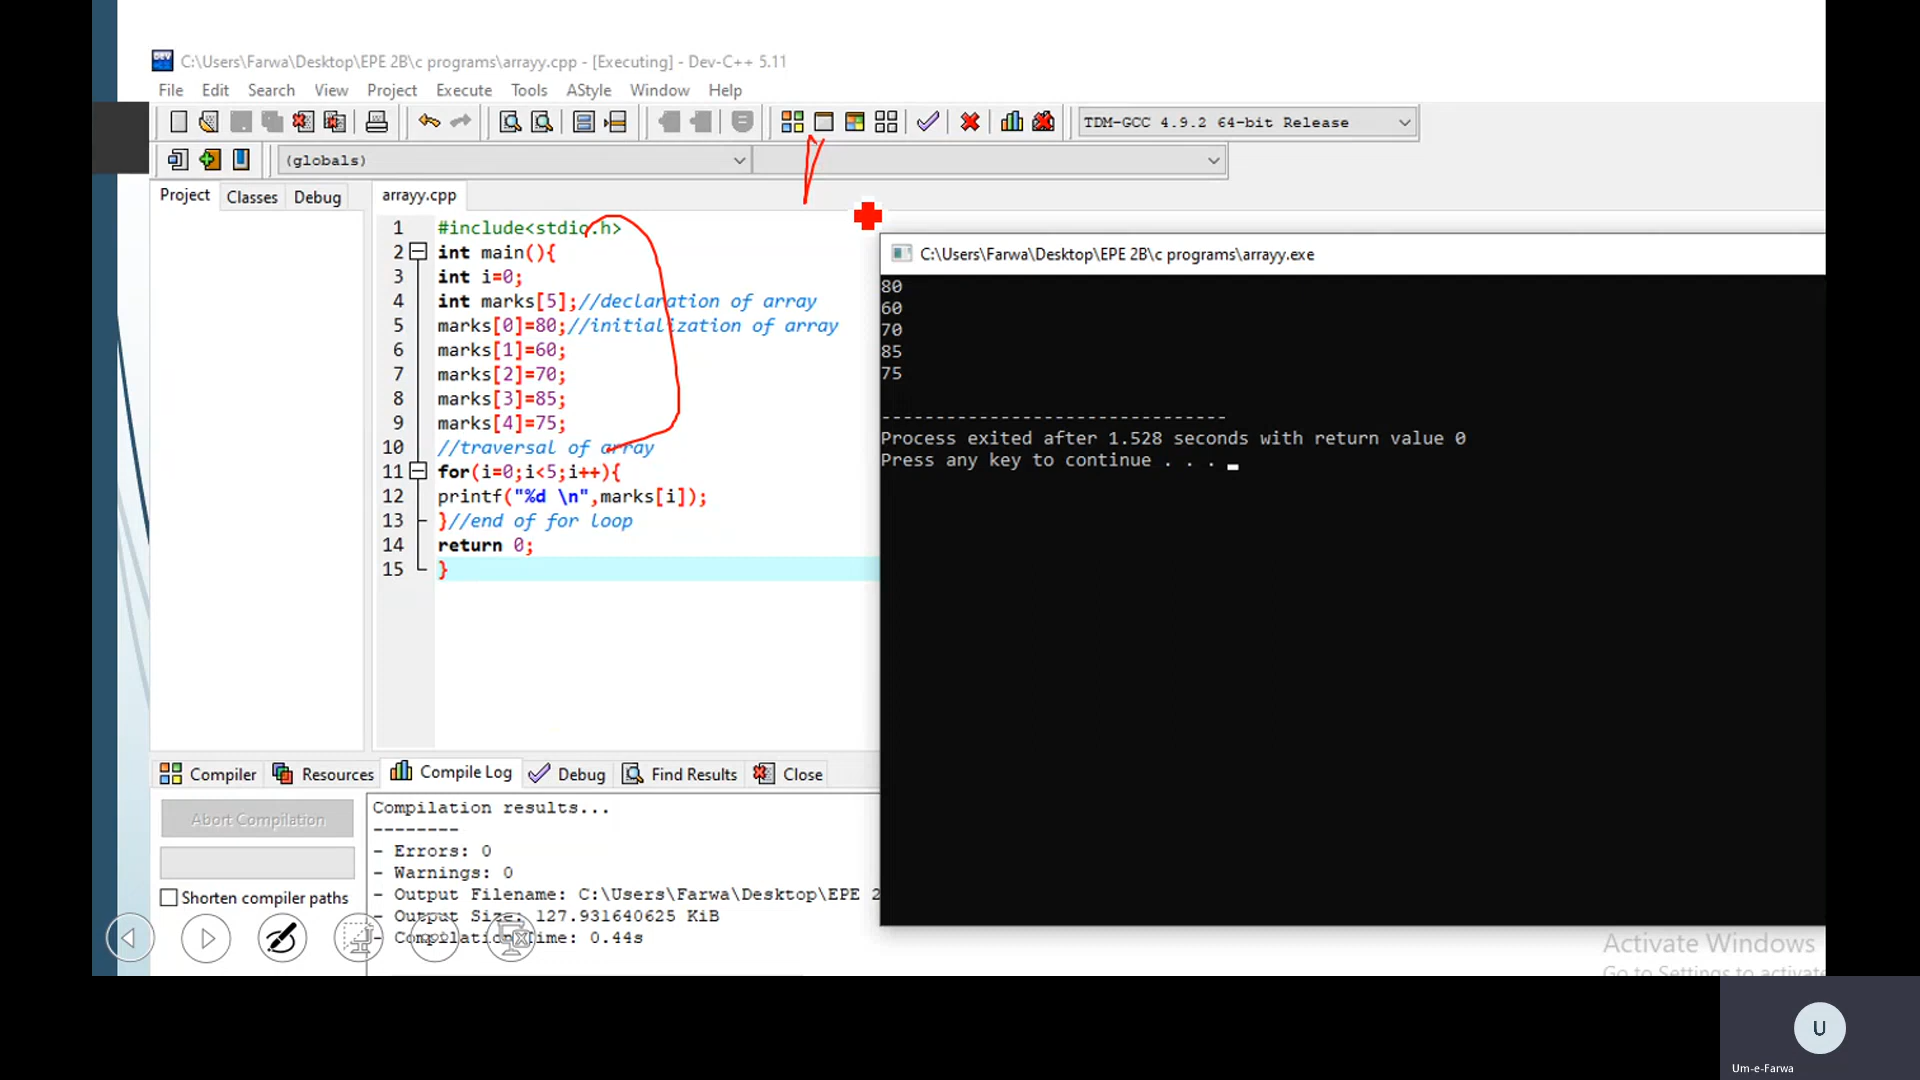 C:\Users\Farwa\Desktop\EPE 2B\c programs\arrayy.cpp - [Executing] - Dev-C++ 5.11
File Edit Search View Project Execute Tools AStyle Window Help
TDM-GCC 4.9.2 64-bit Release
(globals)
Project Classes Debug
arrayy.cpp
1 #include<stdio.h>
2 int main(){
3 int i=0;
4 int marks[5];//declaration of array
5 marks[0]=80;//initialization of array
6 marks[1]=60;
7 marks[2]=70;
8 marks[3]=85;
9 marks[4]=75;
10 //traversal of array
11 for(i=0;i<5;i++){
12 printf("%d \n",marks[i]);
13 }//end of for loop
14 return 0;
15 }
C:\Users\Farwa\Desktop\EPE 2B\c programs\arrayy.exe
80
60
70
85
75
--------------------------------
Process exited after 1.528 seconds with return value 0
Press any key to continue . . .
Compiler Resources Compile Log Debug Find Results Close
Abort Compilation
Shorten compiler paths
Compilation results...
--------
- Errors: 0
- Warnings: 0
- Output Filename: C:\Users\Farwa\Desktop\EPE 2
- Output Size: 127.931640625 KiB
- Compilation Time: 0.44s
Activate Windows
Go to Settings to activate
U
Um-e-Farwa